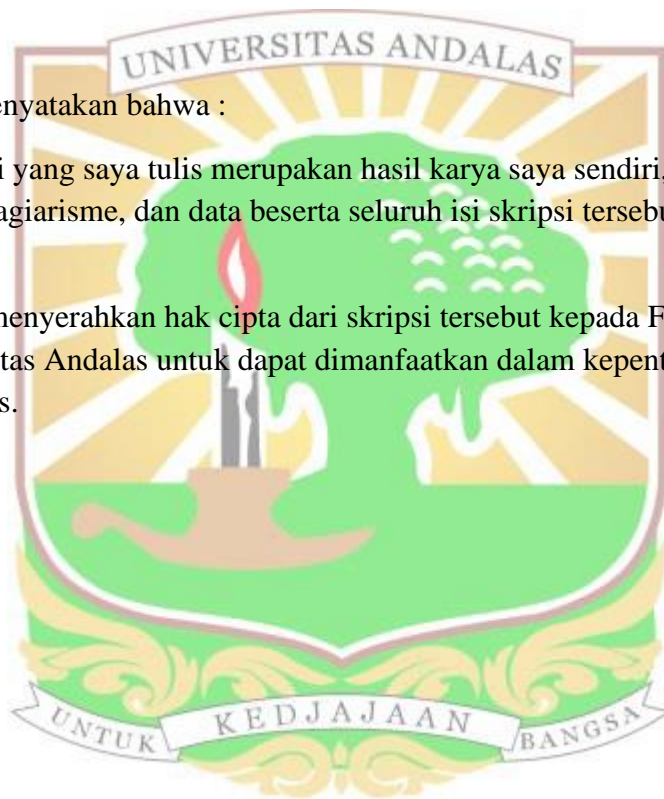 UNIVERSITAS ANDALAS
enyatakan bahwa :
i yang saya tulis merupakan hasil karya saya sendiri,
agiarisme, dan data beserta seluruh isi skripsi tersebu
menyerahkan hak cipta dari skripsi tersebut kepada F
tas Andalas untuk dapat dimanfaatkan dalam kepent
s.
UNTUK KEDJAJAAN BANGSA